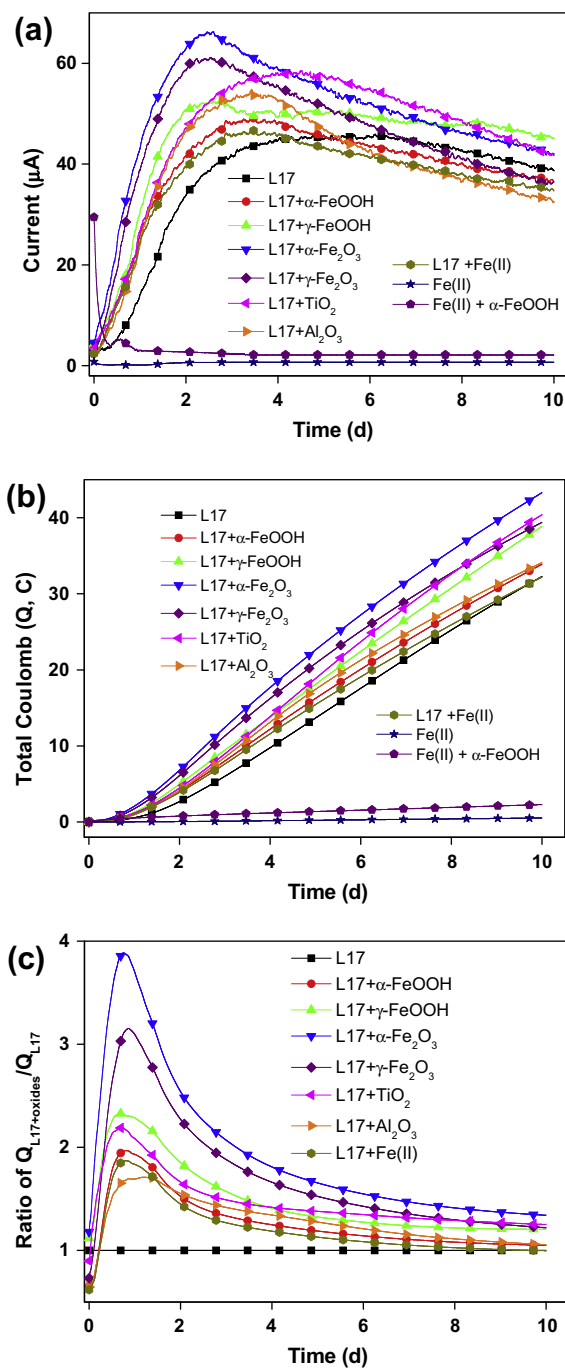 (a)
60
40
20
0
Current (μA)
L17
L17+α-FeOOH
L17+γ-FeOOH
L17+α-Fe₂O₃
L17+γ-Fe₂O₃
L17+TiO₂
L17+Al₂O₃
L17 +Fe(II)
Fe(II)
Fe(II) + α-FeOOH
0 2 4 6 8 10
Time (d)
(b)
40
30
20
10
0
Total Coulomb (Q, C)
L17
L17+α-FeOOH
L17+γ-FeOOH
L17+α-Fe₂O₃
L17+γ-Fe₂O₃
L17+TiO₂
L17+Al₂O₃
L17 +Fe(II)
Fe(II)
Fe(II) + α-FeOOH
0 2 4 6 8 10
Time (d)
(c)
4
3
2
1
Ratio of Q_L17+oxides/Q_L17
L17
L17+α-FeOOH
L17+γ-FeOOH
L17+α-Fe₂O₃
L17+γ-Fe₂O₃
L17+TiO₂
L17+Al₂O₃
L17+Fe(II)
0 2 4 6 8 10
Time (d)